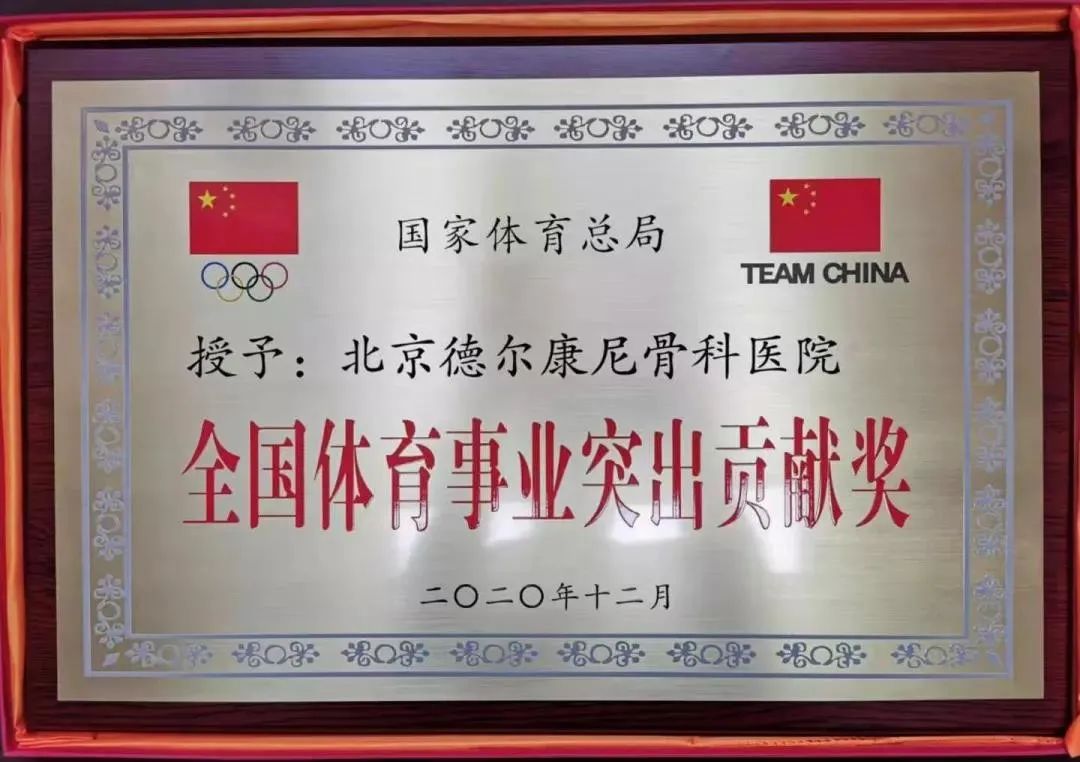 国家体育总局
TEAM CHINA
授予：北京德尔康尼骨科医院
全国体育事业突出贡献奖
二〇二〇年十二月